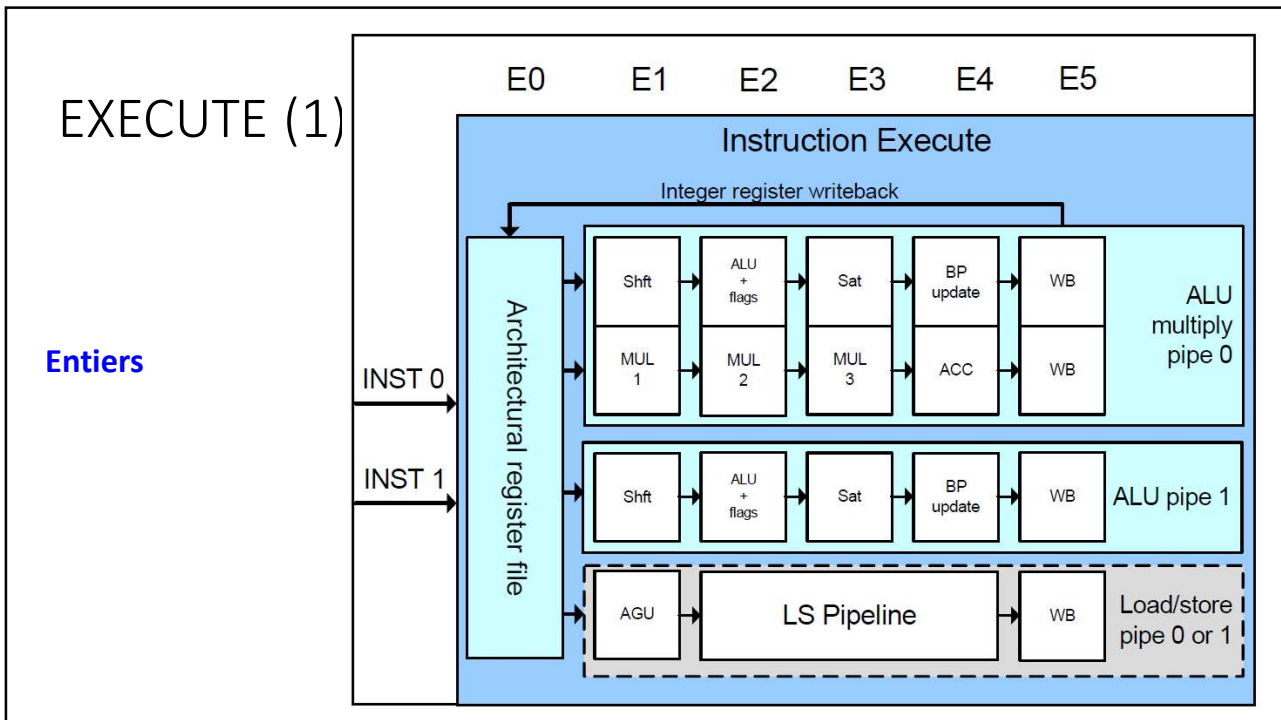 EXECUTE (1)
Entiers
E0 E1 E2 E3 E4 E5
Instruction Execute
Integer register writeback
INST 0
INST 1
Architectural register file
Shft
ALU
+
flags
Sat
BP
update
WB
MUL
1
MUL
2
MUL
3
ACC
WB
ALU
multiply
pipe 0
Shft
ALU
+
flags
Sat
BP
update
WB
ALU pipe 1
AGU
LS Pipeline
WB
Load/store
pipe 0 or 1